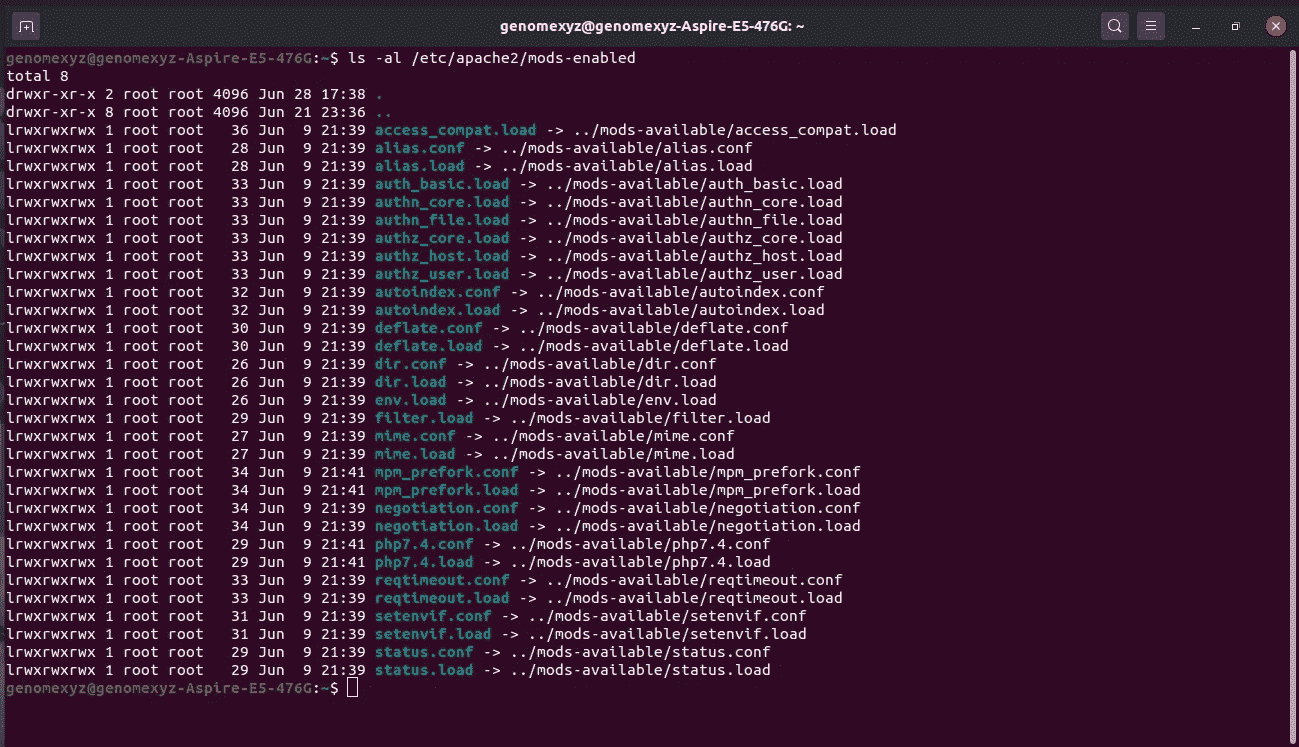 genomexyz@genomexyz-Aspire-E5-476G: ~
genomexyz@genomexyz-Aspire-E5-476G:~$ ls -al /etc/apache2/mods-enabled
total 8
drwxr-xr-x 2 root root 4096 Jun 28 17:38 .
drwxr-xr-x 8 root root 4096 Jun 21 23:36 ..
lrwxrwxrwx 1 root root   36 Jun  9 21:39 access_compat.load -> ../mods-available/access_compat.load
lrwxrwxrwx 1 root root   28 Jun  9 21:39 alias.conf -> ../mods-available/alias.conf
lrwxrwxrwx 1 root root   28 Jun  9 21:39 alias.load -> ../mods-available/alias.load
lrwxrwxrwx 1 root root   33 Jun  9 21:39 auth_basic.load -> ../mods-available/auth_basic.load
lrwxrwxrwx 1 root root   33 Jun  9 21:39 authn_core.load -> ../mods-available/authn_core.load
lrwxrwxrwx 1 root root   33 Jun  9 21:39 authn_file.load -> ../mods-available/authn_file.load
lrwxrwxrwx 1 root root   33 Jun  9 21:39 authz_core.load -> ../mods-available/authz_core.load
lrwxrwxrwx 1 root root   33 Jun  9 21:39 authz_host.load -> ../mods-available/authz_host.load
lrwxrwxrwx 1 root root   33 Jun  9 21:39 authz_user.load -> ../mods-available/authz_user.load
lrwxrwxrwx 1 root root   32 Jun  9 21:39 autoindex.conf -> ../mods-available/autoindex.conf
lrwxrwxrwx 1 root root   32 Jun  9 21:39 autoindex.load -> ../mods-available/autoindex.load
lrwxrwxrwx 1 root root   30 Jun  9 21:39 deflate.conf -> ../mods-available/deflate.conf
lrwxrwxrwx 1 root root   30 Jun  9 21:39 deflate.load -> ../mods-available/deflate.load
lrwxrwxrwx 1 root root   26 Jun  9 21:39 dir.conf -> ../mods-available/dir.conf
lrwxrwxrwx 1 root root   26 Jun  9 21:39 dir.load -> ../mods-available/dir.load
lrwxrwxrwx 1 root root   26 Jun  9 21:39 env.load -> ../mods-available/env.load
lrwxrwxrwx 1 root root   29 Jun  9 21:39 filter.load -> ../mods-available/filter.load
lrwxrwxrwx 1 root root   27 Jun  9 21:39 mime.conf -> ../mods-available/mime.conf
lrwxrwxrwx 1 root root   27 Jun  9 21:39 mime.load -> ../mods-available/mime.load
lrwxrwxrwx 1 root root   34 Jun  9 21:41 mpm_prefork.conf -> ../mods-available/mpm_prefork.conf
lrwxrwxrwx 1 root root   34 Jun  9 21:41 mpm_prefork.load -> ../mods-available/mpm_prefork.load
lrwxrwxrwx 1 root root   34 Jun  9 21:39 negotiation.conf -> ../mods-available/negotiation.conf
lrwxrwxrwx 1 root root   34 Jun  9 21:39 negotiation.load -> ../mods-available/negotiation.load
lrwxrwxrwx 1 root root   29 Jun  9 21:41 php7.4.conf -> ../mods-available/php7.4.conf
lrwxrwxrwx 1 root root   29 Jun  9 21:41 php7.4.load -> ../mods-available/php7.4.load
lrwxrwxrwx 1 root root   33 Jun  9 21:39 reqtimeout.conf -> ../mods-available/reqtimeout.conf
lrwxrwxrwx 1 root root   33 Jun  9 21:39 reqtimeout.load -> ../mods-available/reqtimeout.load
lrwxrwxrwx 1 root root   31 Jun  9 21:39 setenvif.conf -> ../mods-available/setenvif.conf
lrwxrwxrwx 1 root root   31 Jun  9 21:39 setenvif.load -> ../mods-available/setenvif.load
lrwxrwxrwx 1 root root   29 Jun  9 21:39 status.conf -> ../mods-available/status.conf
lrwxrwxrwx 1 root root   29 Jun  9 21:39 status.load -> ../mods-available/status.load
genomexyz@genomexyz-Aspire-E5-476G:~$